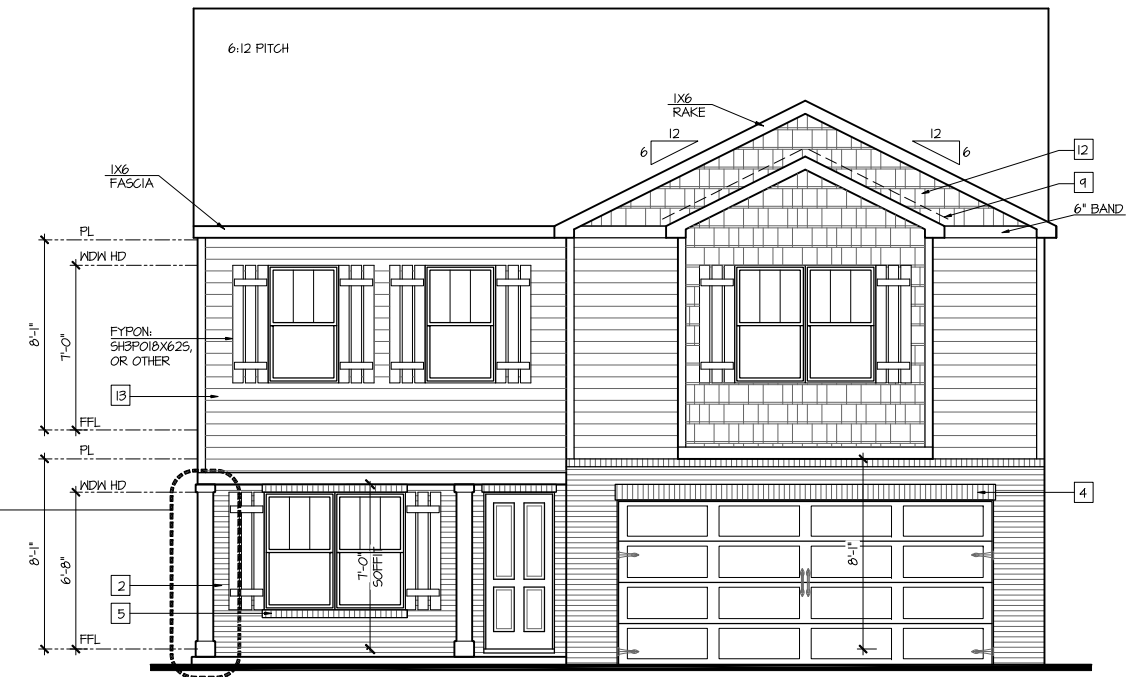 6:12 PITCH
1X6
RAKE
12
6
12
6
12
9
6" BAND
1X6
FASCIA
PL
WDW HD
8'-1"
7'-0"
FYPON:
SH3P018X62S,
OR OTHER
13
FFL
PL
WDW HD
4
8'-1"
6'-8"
7'-0"
SOFFIT
8'-1"
2
5
FFL